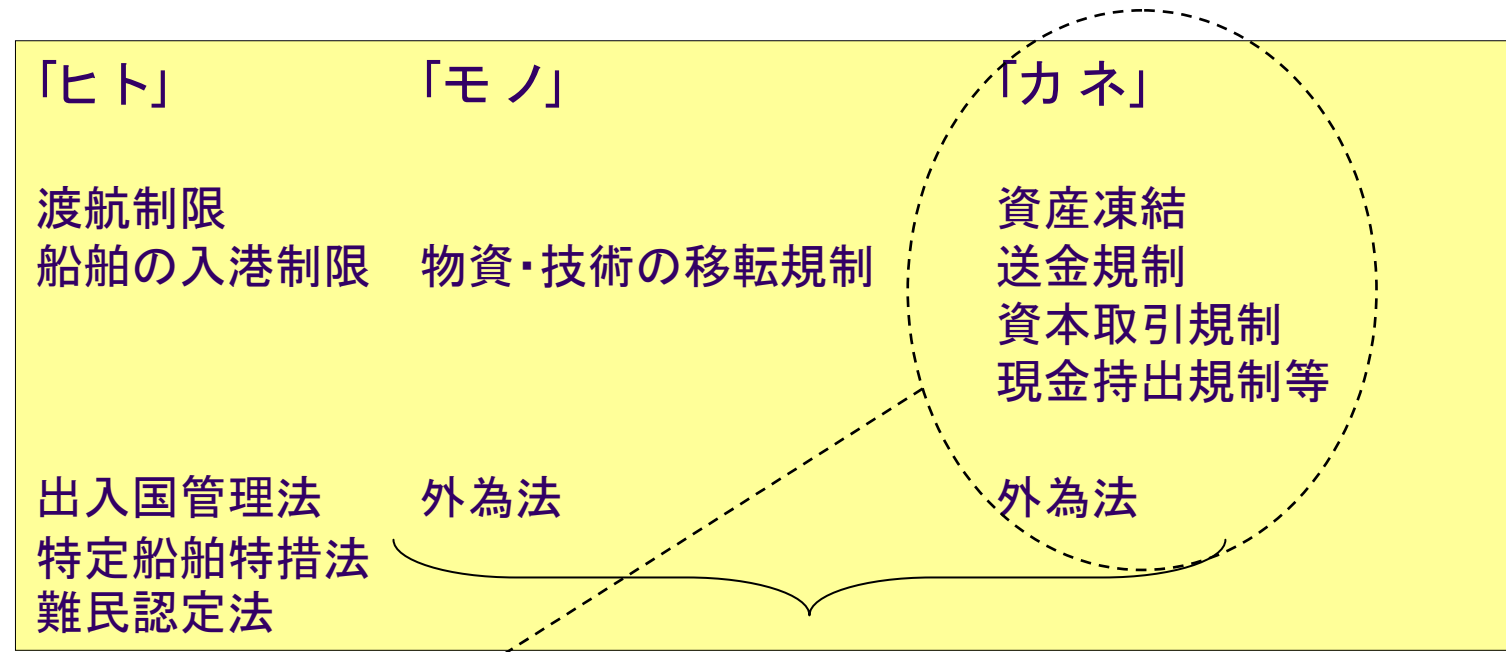 「ヒト」 「モノ」 「カネ」
渡航制限 資産凍結
船舶の入港制限 物資・技術の移転規制 送金規制
資本取引規制
現金持出規制等
出入国管理法 外為法 外為法
特定船舶特措法
難民認定法